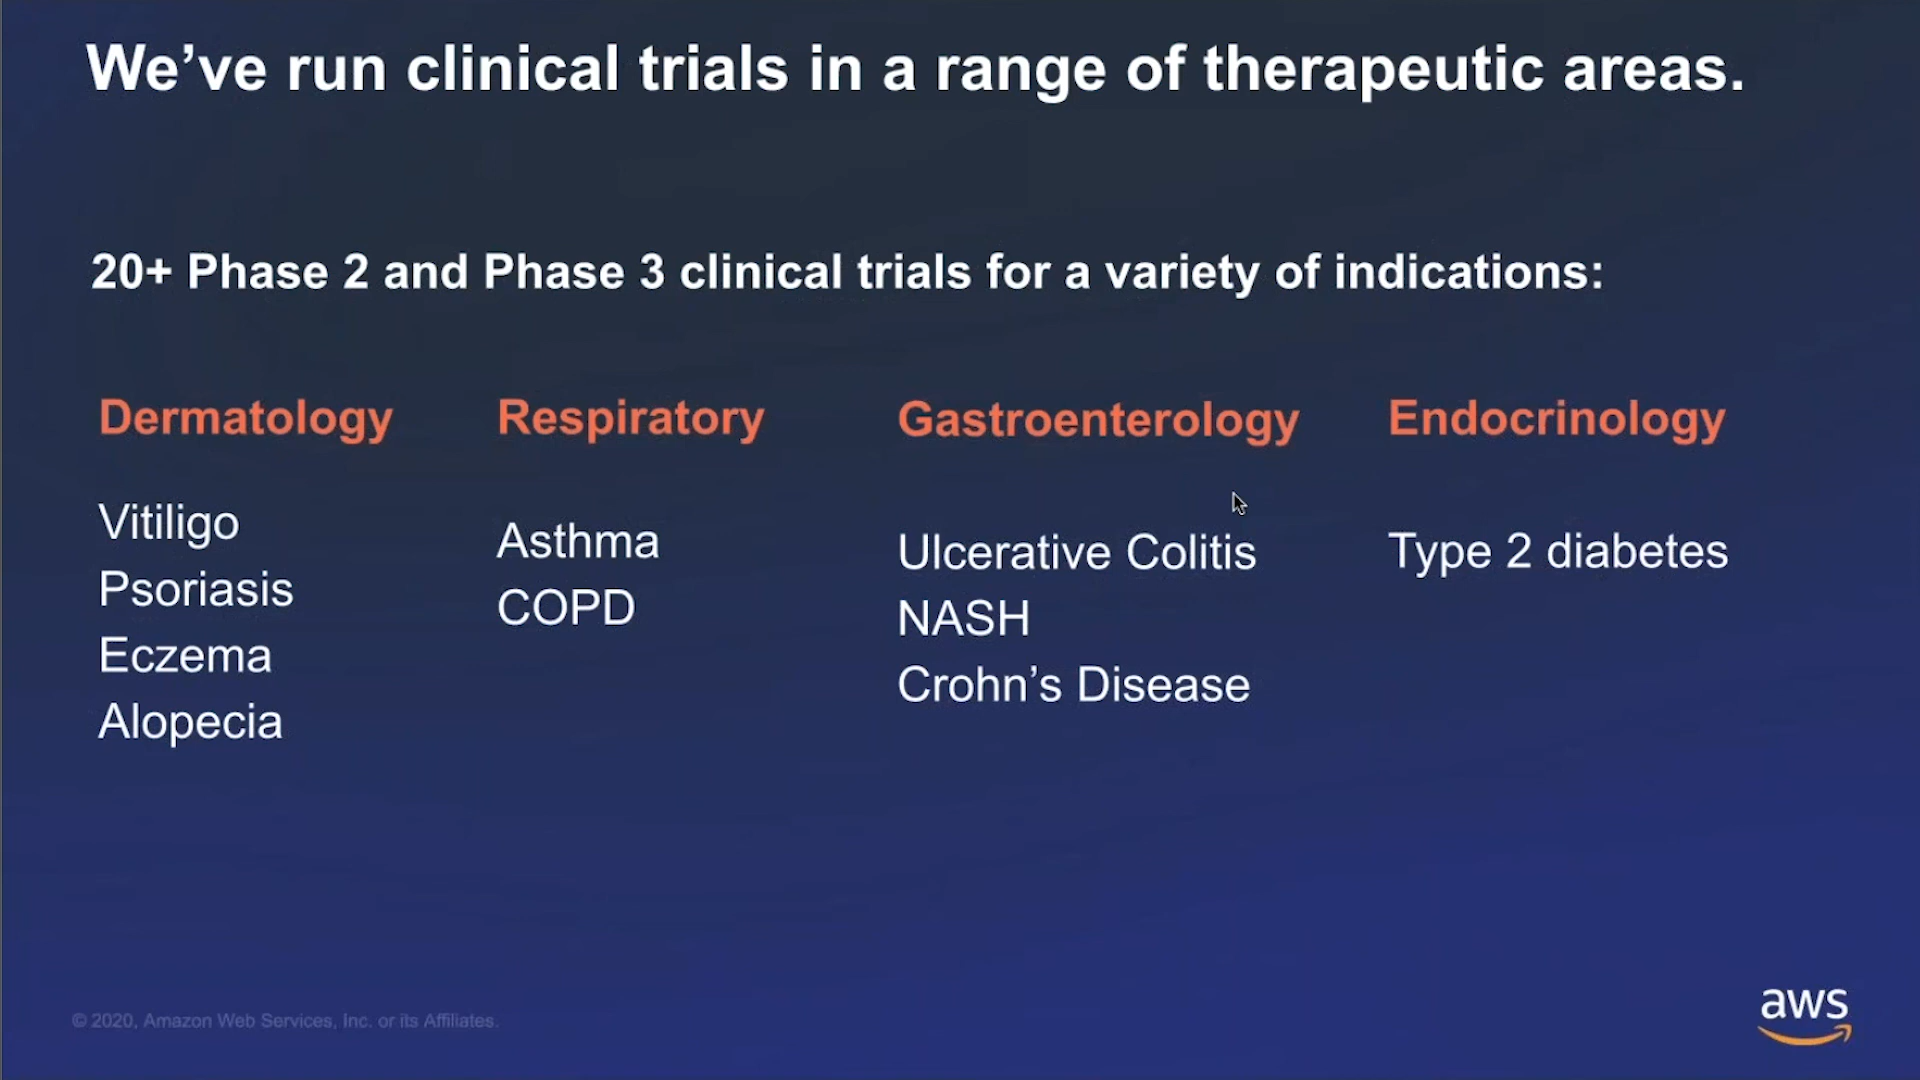 We've run clinical trials in a range of therapeutic areas.
20+ Phase 2 and Phase 3 clinical trials for a variety of indications:
Dermatology
Vitiligo
Psoriasis
Eczema
Alopecia
Respiratory
Asthma
COPD
Gastroenterology
Ulcerative Colitis
NASH
Crohn’s Disease
Endocrinology
Type 2 diabetes
© 2020, Amazon Web Services, Inc. or its Affiliates.
aws